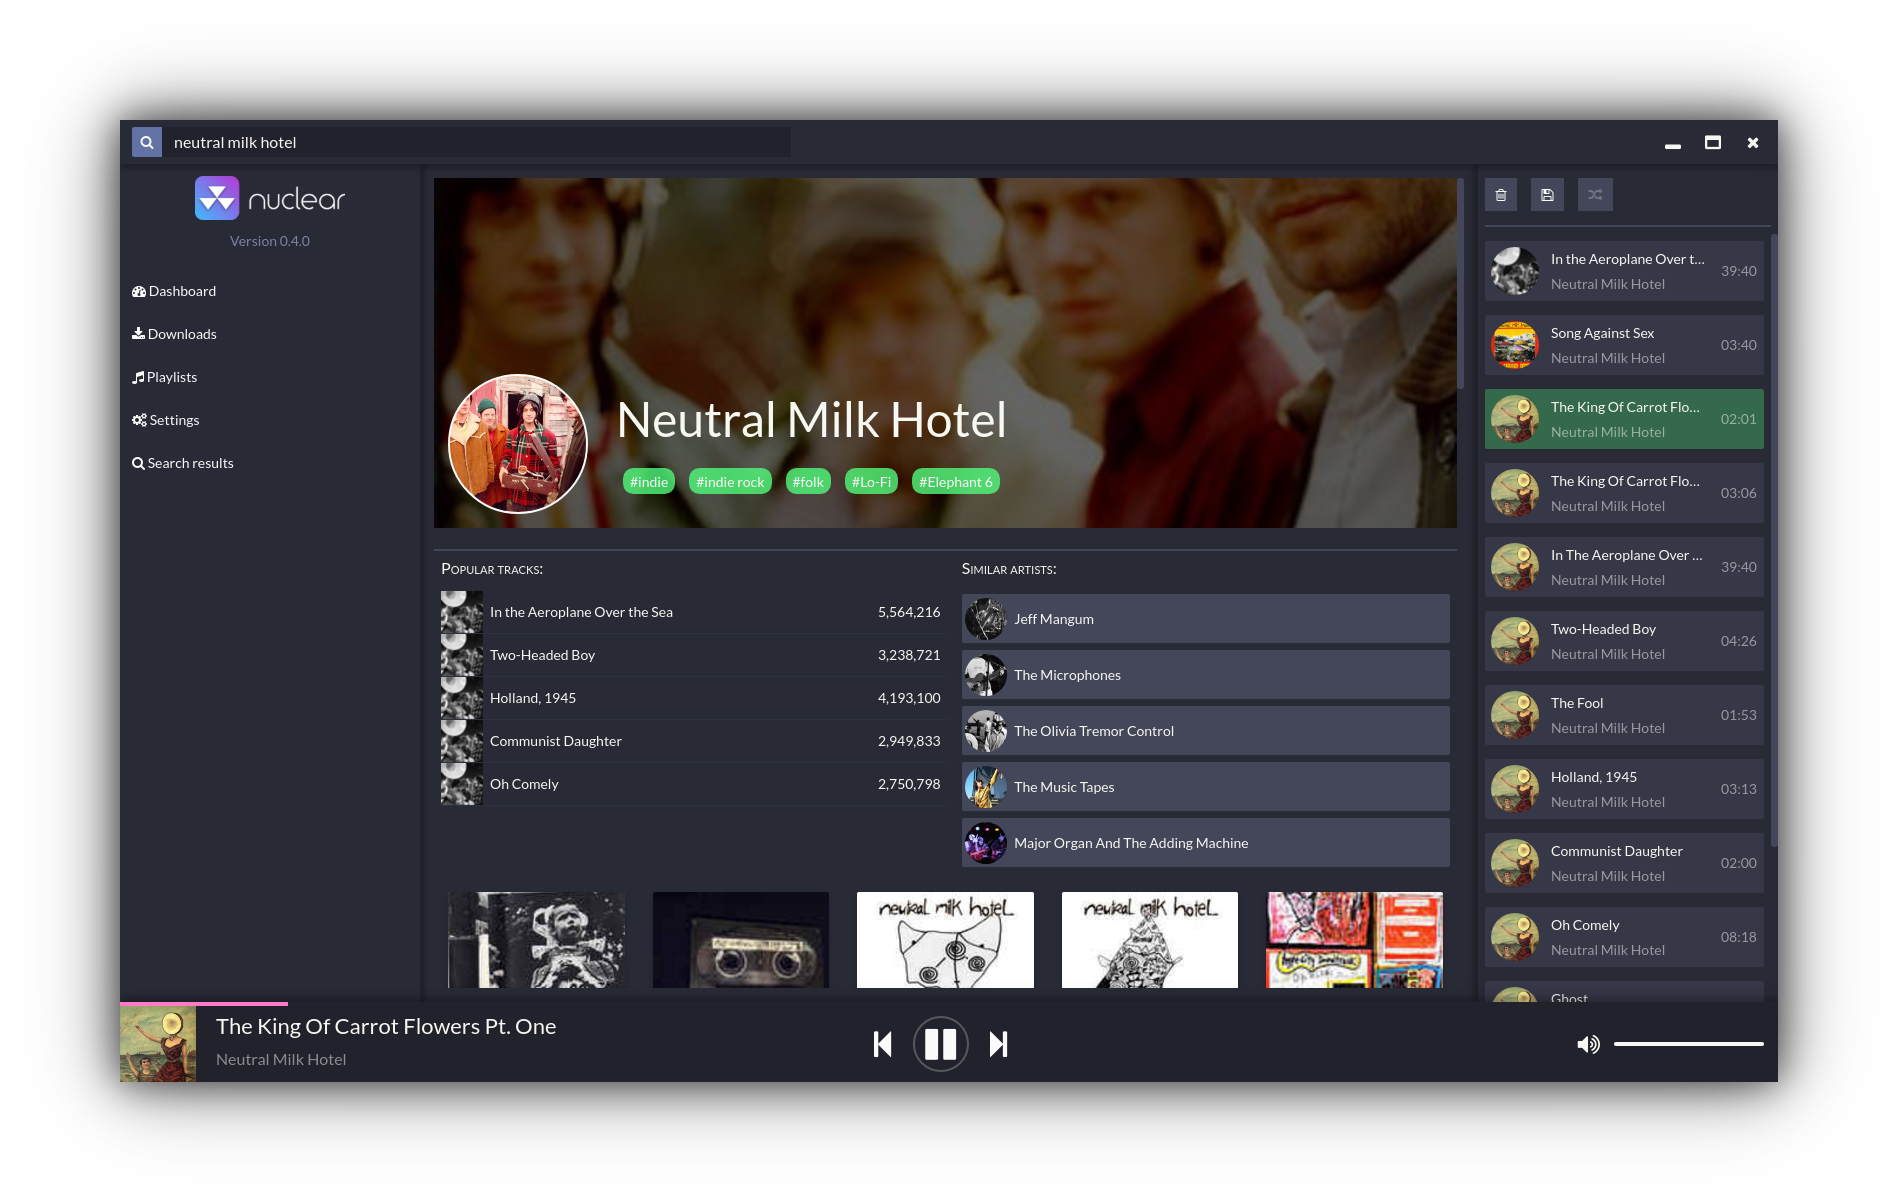 neutral milk hotel
nuclear
Version 0.4.0
Dashboard
Downloads
Playlists
Settings
Search results
Neutral Milk Hotel
#indie #indie rock #folk #Lo-Fi #Elephant 6
Popular tracks:
In the Aeroplane Over the Sea 5,564,216
Two-Headed Boy 3,238,721
Holland, 1945 4,193,100
Communist Daughter 2,949,833
Oh Comely 2,750,798
Similar artists:
Jeff Mangum
The Microphones
The Olivia Tremor Control
The Music Tapes
Major Organ And The Adding Machine
neutral milk hotel
neutral milk hotel
In the Aeroplane Over t...
Neutral Milk Hotel
39:40
Song Against Sex
Neutral Milk Hotel
03:40
The King Of Carrot Flo...
Neutral Milk Hotel
02:01
The King Of Carrot Flo...
Neutral Milk Hotel
03:06
In The Aeroplane Over ...
Neutral Milk Hotel
39:40
Two-Headed Boy
Neutral Milk Hotel
04:26
The Fool
Neutral Milk Hotel
01:53
Holland, 1945
Neutral Milk Hotel
03:13
Communist Daughter
Neutral Milk Hotel
02:00
Oh Comely
Neutral Milk Hotel
08:18
Ghost
The King Of Carrot Flowers Pt. One
Neutral Milk Hotel